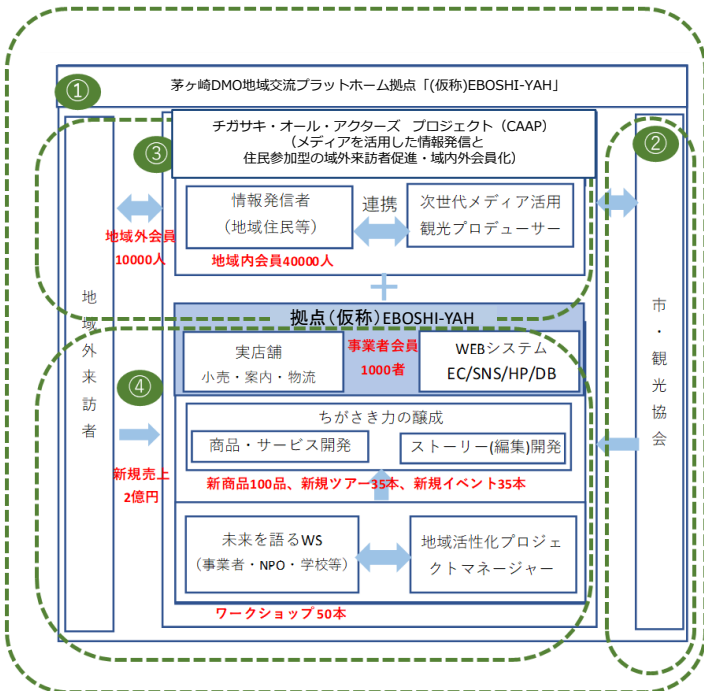 茅ヶ崎DMO地域交流プラットホーム拠点「(仮称)EBOSHI-YAH」
①
②
③
チガサキ・オール・アクターズ プロジェクト（CAAP）
（メディアを活用した情報発信と
住民参加型の域外来訪者促進・域内外会員化）
情報発信者
（地域住民等）
連携
次世代メディア活用
観光プロデューサー
地域外会員
10000人
地域内会員40000人
地域外来訪者
市・観光協会
拠点（仮称）EBOSHI-YAH
実店舗
小売・案内・物流
事業者会員
1000者
WEBシステム
EC/SNS/HP/DB
④
ちがさき力の醸成
商品・サービス開発
ストーリー(編集)開発
新規売上
2億円
新商品100品、新規ツアー35本、新規イベント35本
未来を語るWS
（事業者・NPO・学校等）
地域活性化プロジェ
クトマネージャー
ワークショップ50本